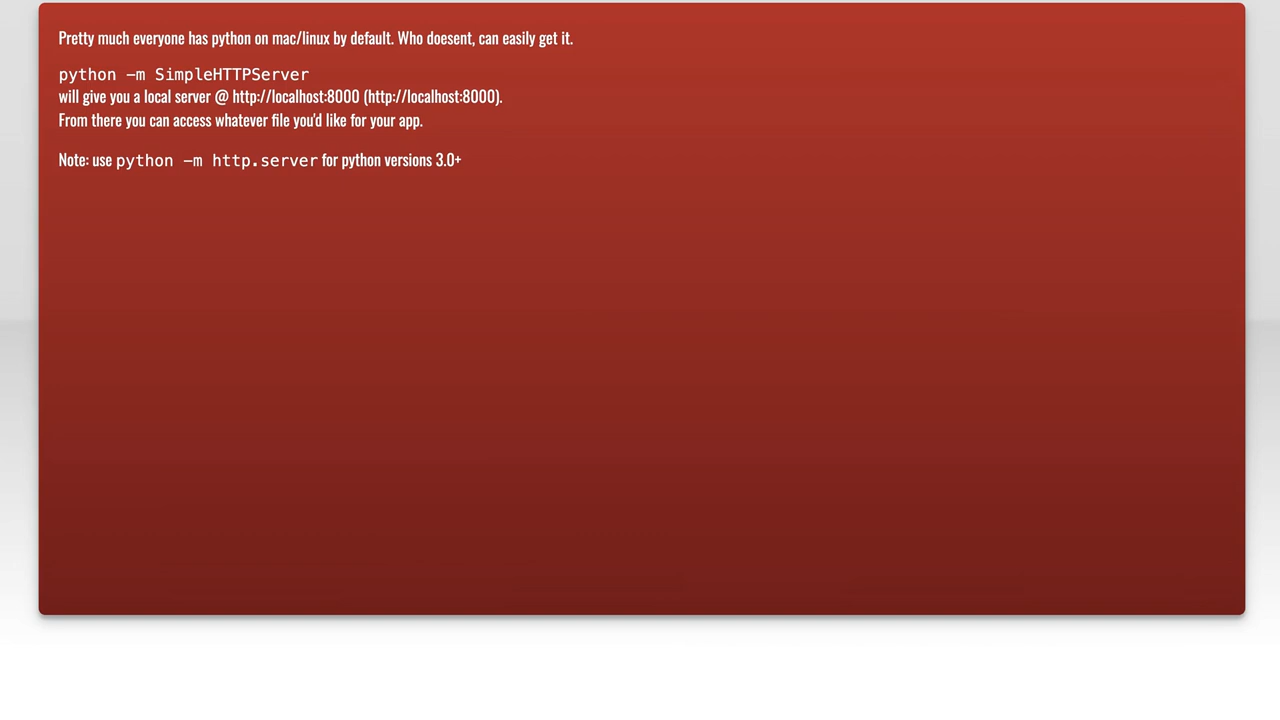 Pretty much everyone has python on mac/linux by default. Who doesent, can easily get it.
python -m SimpleHTTPServer
will give you a local server @ http://localhost:8000 (http://localhost:8000).
From there you can access whatever file you'd like for your app.
Note: use python -m http.server for python versions 3.0+